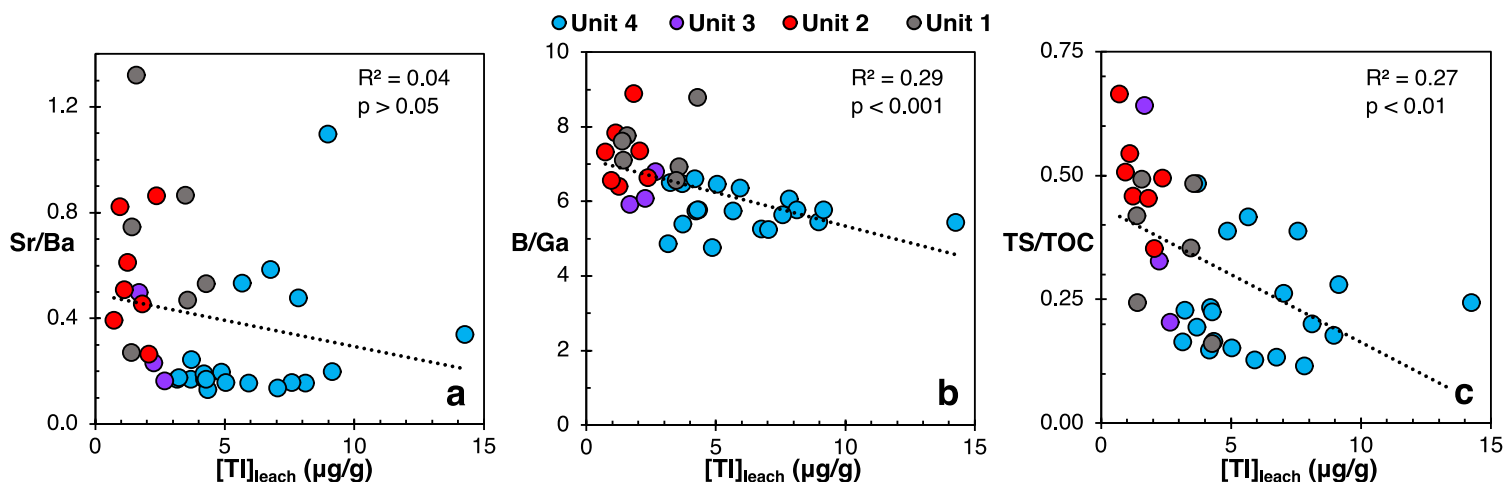 Unit 4 Unit 3 Unit 2 Unit 1
R² = 0.04
p > 0.05
1.2
0.8
Sr/Ba
0.4
0.0
a
0 5 10 15
[Tl]leach (μg/g)
10
R² = 0.29
p < 0.001
8
6
B/Ga
4
2
0
b
0 5 10 15
[Tl]leach (μg/g)
0.75
R² = 0.27
p < 0.01
0.50
TS/TOC
0.25
0.00
c
0 5 10 15
[Tl]leach (μg/g)